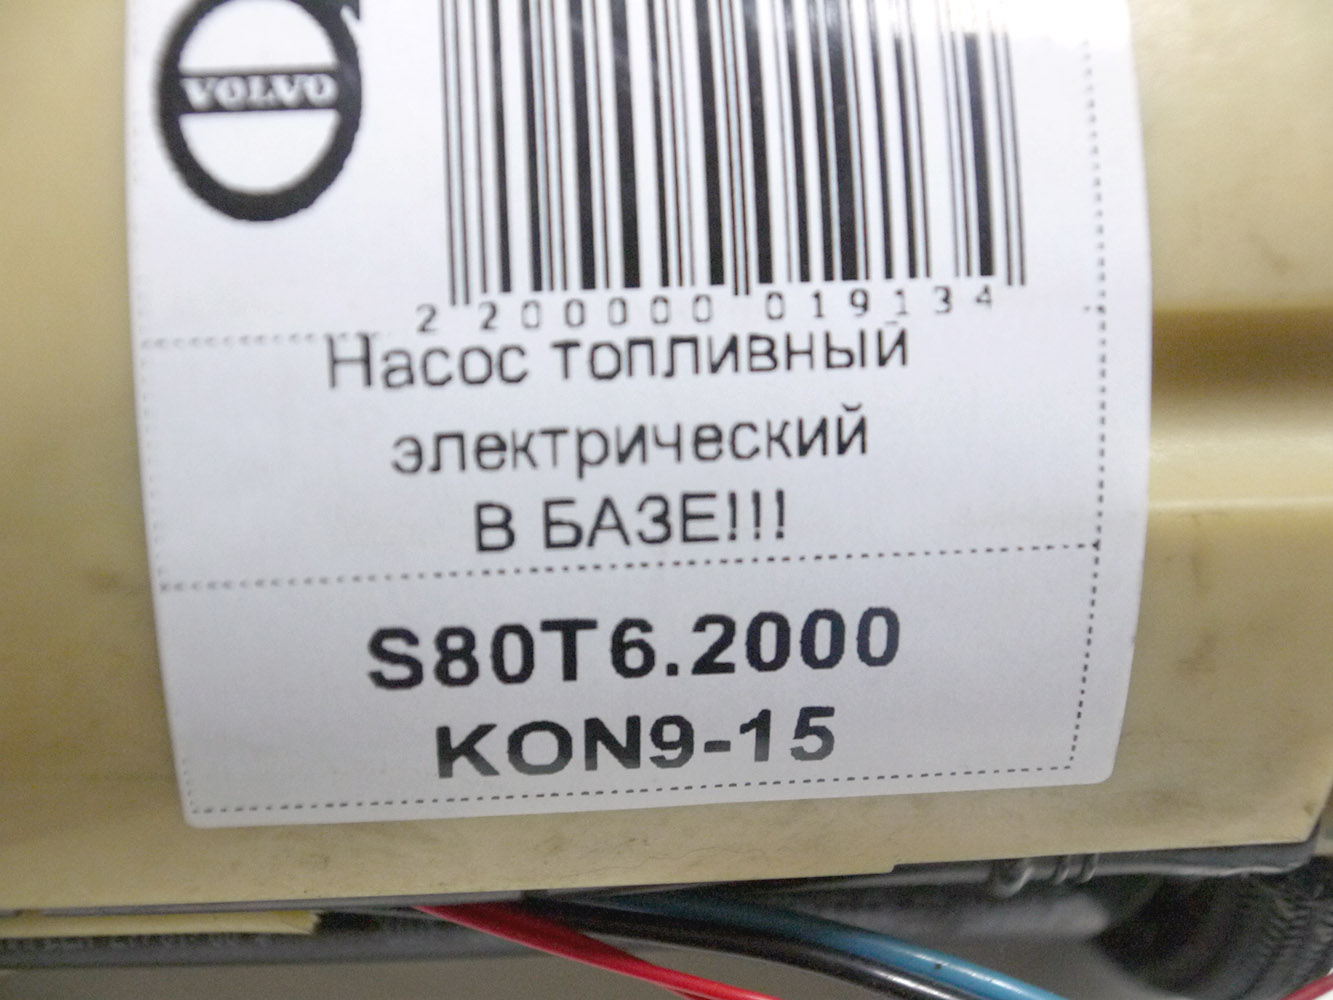 VOLVO
2 200000 019134
Насос топливный
электрический
В БАЗЕ!!!
S80T6.2000
KON9-15